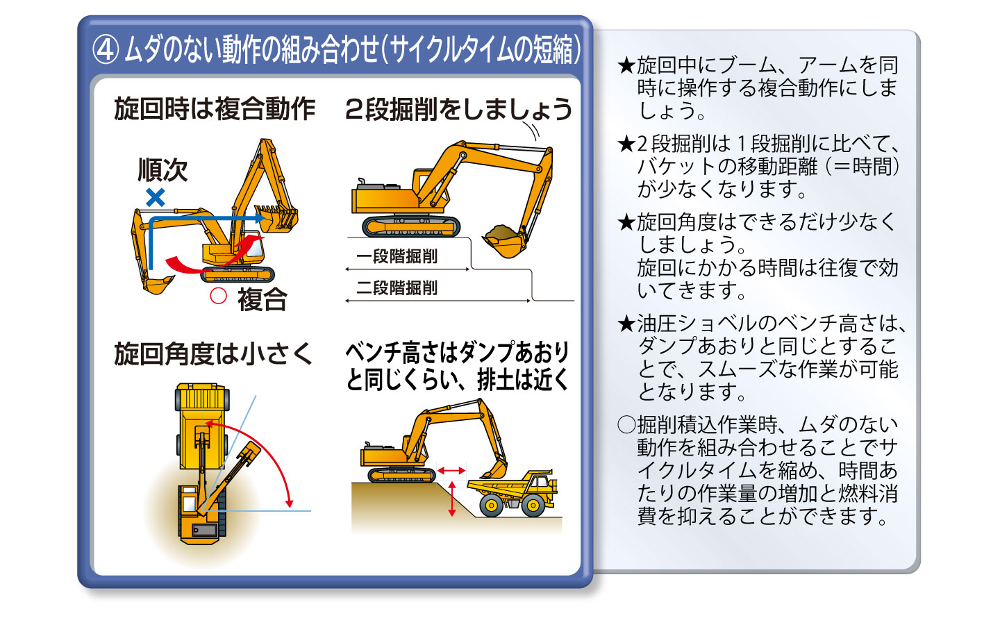 ④ムダのない動作の組み合わせ(サイクルタイムの短縮)
旋回時は複合動作
順次
×
○ 複合
2段掘削をしましょう
一段階掘削
二段階掘削
旋回角度は小さく
ベンチ高さはダンプあおり
と同じくらい、排土は近く
★旋回中にブーム、アームを同
時に操作する複合動作にしま
しょう。
★2段掘削は1段掘削に比べて、
バケットの移動距離(=時間)
が少なくなります。
★旋回角度はできるだけ少なく
しましょう。
旋回にかかる時間は往復で効
いてきます。
★油圧ショベルのベンチ高さは、
ダンプあおりと同じとするこ
とで、スムーズな作業が可能
となります。
○掘削積込作業時、ムダのない
動作を組み合わせることでサ
イクルタイムを縮め、時間あ
たりの作業量の増加と燃料消
費を抑えることができます。